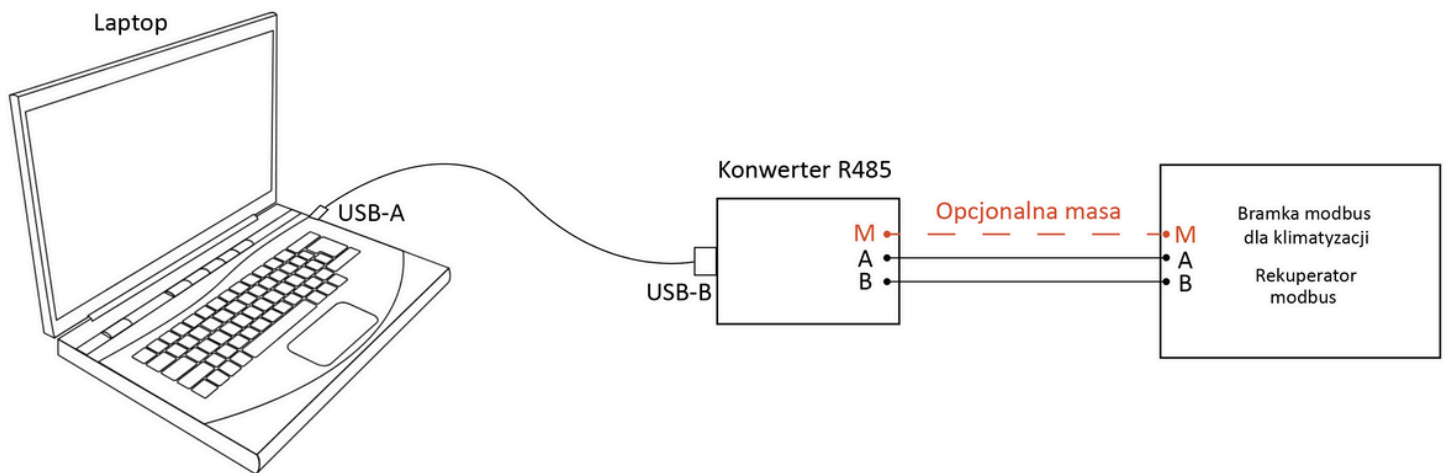 Laptop
USB-A
USB-B
Konwerter R485
M
A
B
Opcjonalna masa
M
A
B
Bramka modbus
dla klimatyzacji
Rekuperator
modbus